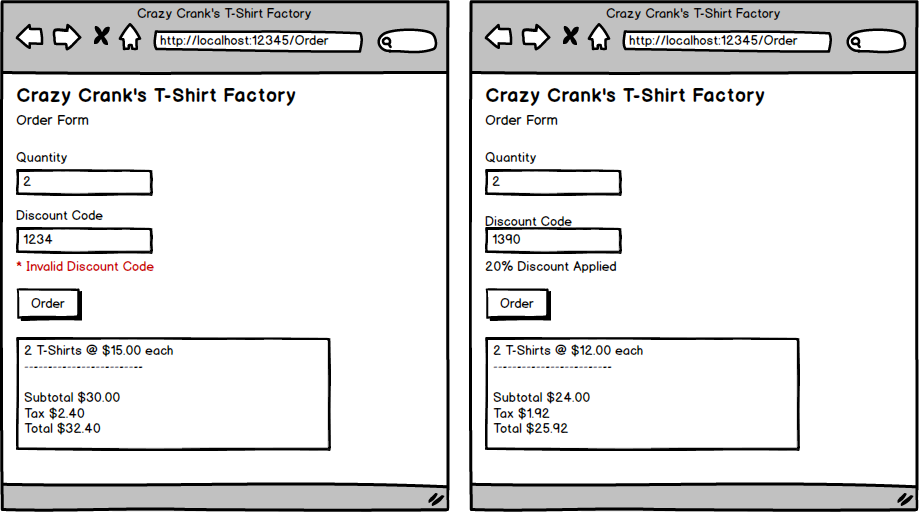 Crazy Crank's T-Shirt Factory
http://localhost:12345/Order
Crazy Crank's T-Shirt Factory
Order Form
Quantity
2
Discount Code
1234
* Invalid Discount Code
Order
2 T-Shirts @ $15.00 each
-------------------------
Subtotal $30.00
Tax $2.40
Total $32.40
Crazy Crank's T-Shirt Factory
http://localhost:12345/Order
Crazy Crank's T-Shirt Factory
Order Form
Quantity
2
Discount Code
1390
20% Discount Applied
Order
2 T-Shirts @ $12.00 each
-------------------------
Subtotal $24.00
Tax $1.92
Total $25.92